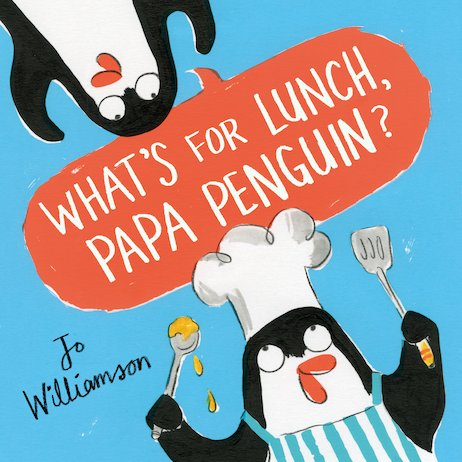 WHAT'S FOR LUNCH,
PAPA PENGUIN?
Jo
Williamson